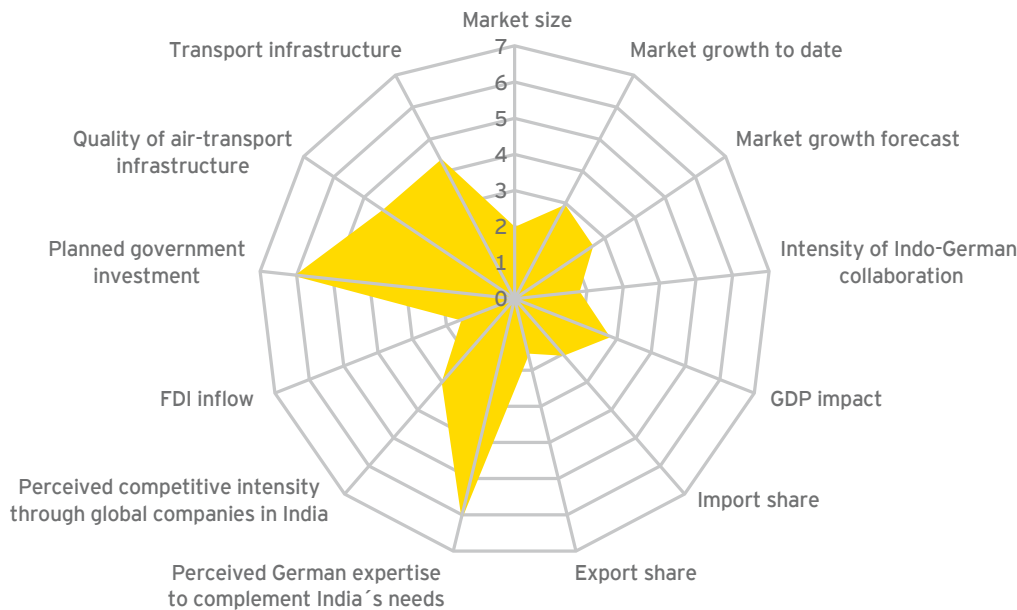 Market size
Transport infrastructure
Market growth to date
Quality of air-transport
infrastructure
Market growth forecast
Planned government
investment
Intensity of Indo-German
collaboration
7
6
5
4
3
2
1
0
FDI inflow
GDP impact
Perceived competitive intensity
through global companies in India
Import share
Perceived German expertise
to complement India´s needs
Export share